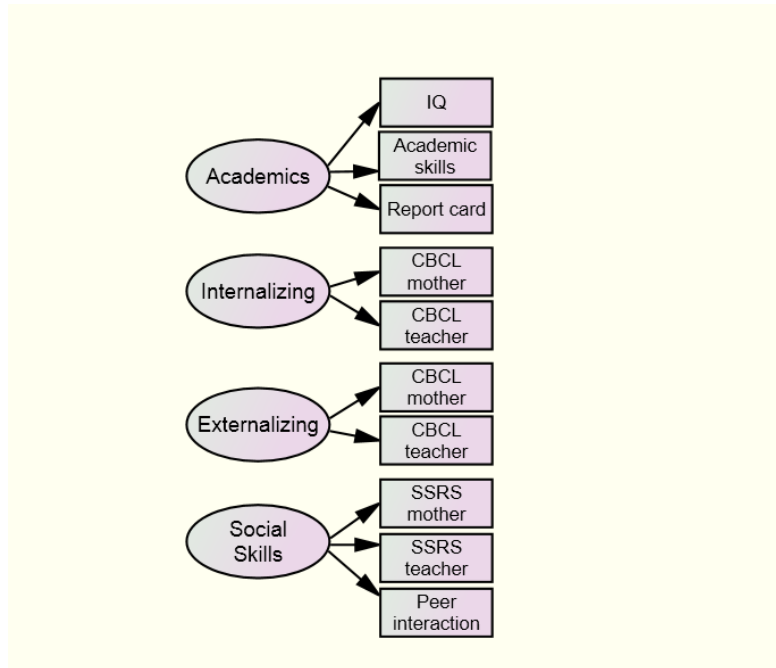 Academics
IQ
Academic
skills
Report card
Internalizing
CBCL
mother
CBCL
teacher
Externalizing
CBCL
mother
CBCL
teacher
Social
Skills
SSRS
mother
SSRS
teacher
Peer
interaction